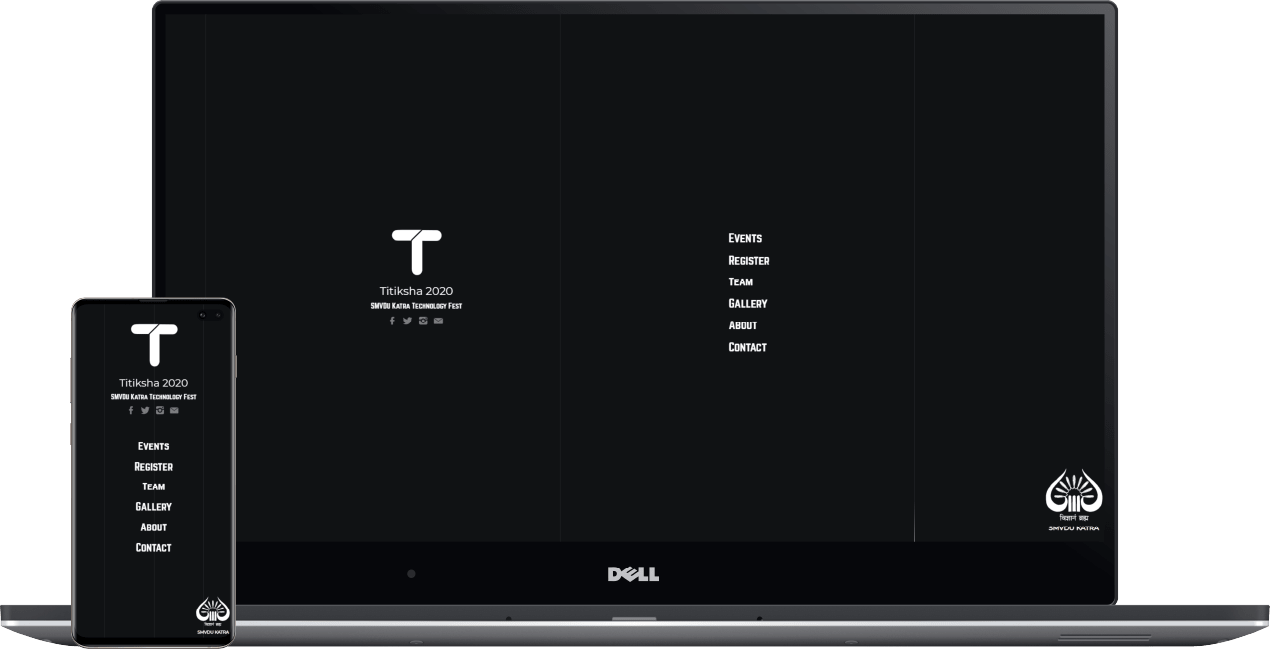 Titiksha 2020
SMVDU Katra Technology Fest
Events
Register
Team
Gallery
About
Contact
विज्ञानं ब्रह्म
SMVDU KATRA
DELL
Titiksha 2020
SMVDU Katra Technology Fest
Events
Register
Team
Gallery
About
Contact
विज्ञानं ब्रह्म
SMVDU KATRA